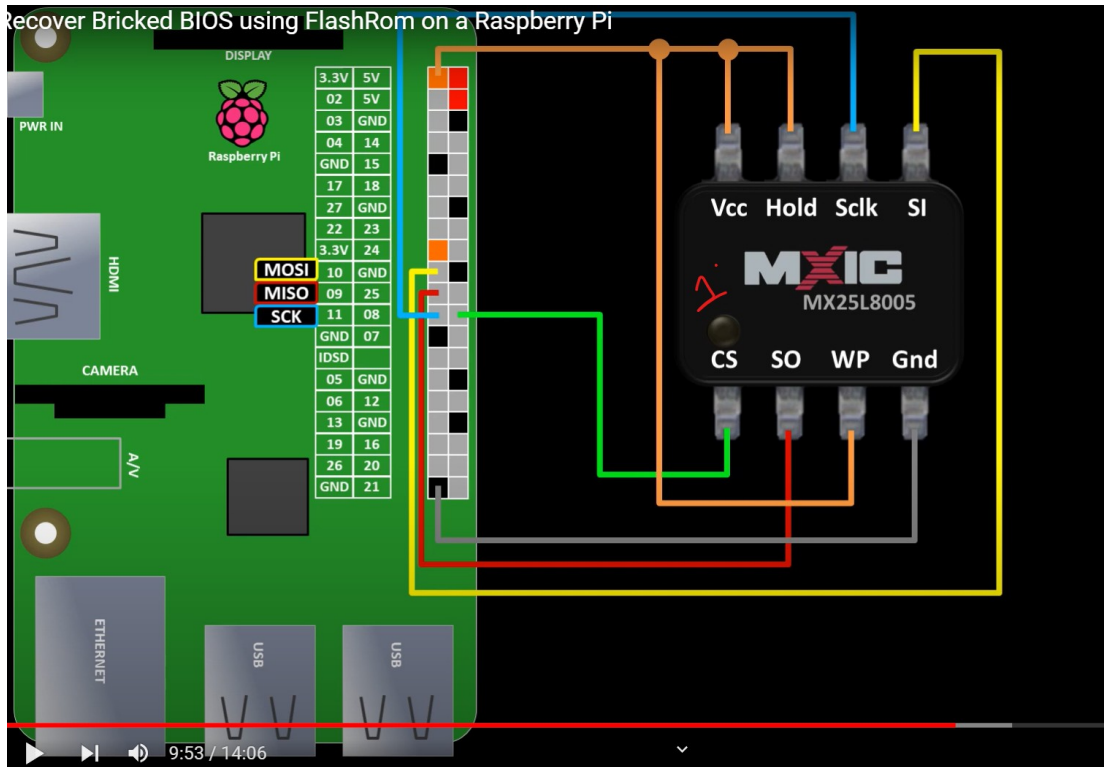 Recover Bricked BIOS using FlashRom on a Raspberry Pi
DISPLAY
PWR IN
Raspberry Pi
3.3V 5V
02 5V
03 GND
04 14
GND 15
17 18
27 GND
22 23
3.3V 24
MOSI 10 GND
MISO 09 25
SCK 11 08
GND 07
IDSD
05 GND
06 12
13 GND
19 16
26 20
GND 21
HDMI
CAMERA
A/V
ETHERNET
USB
USB
Vcc Hold Sclk SI
MXIC
MX25L8005
1.
CS SO WP Gnd
9:53 / 14:06